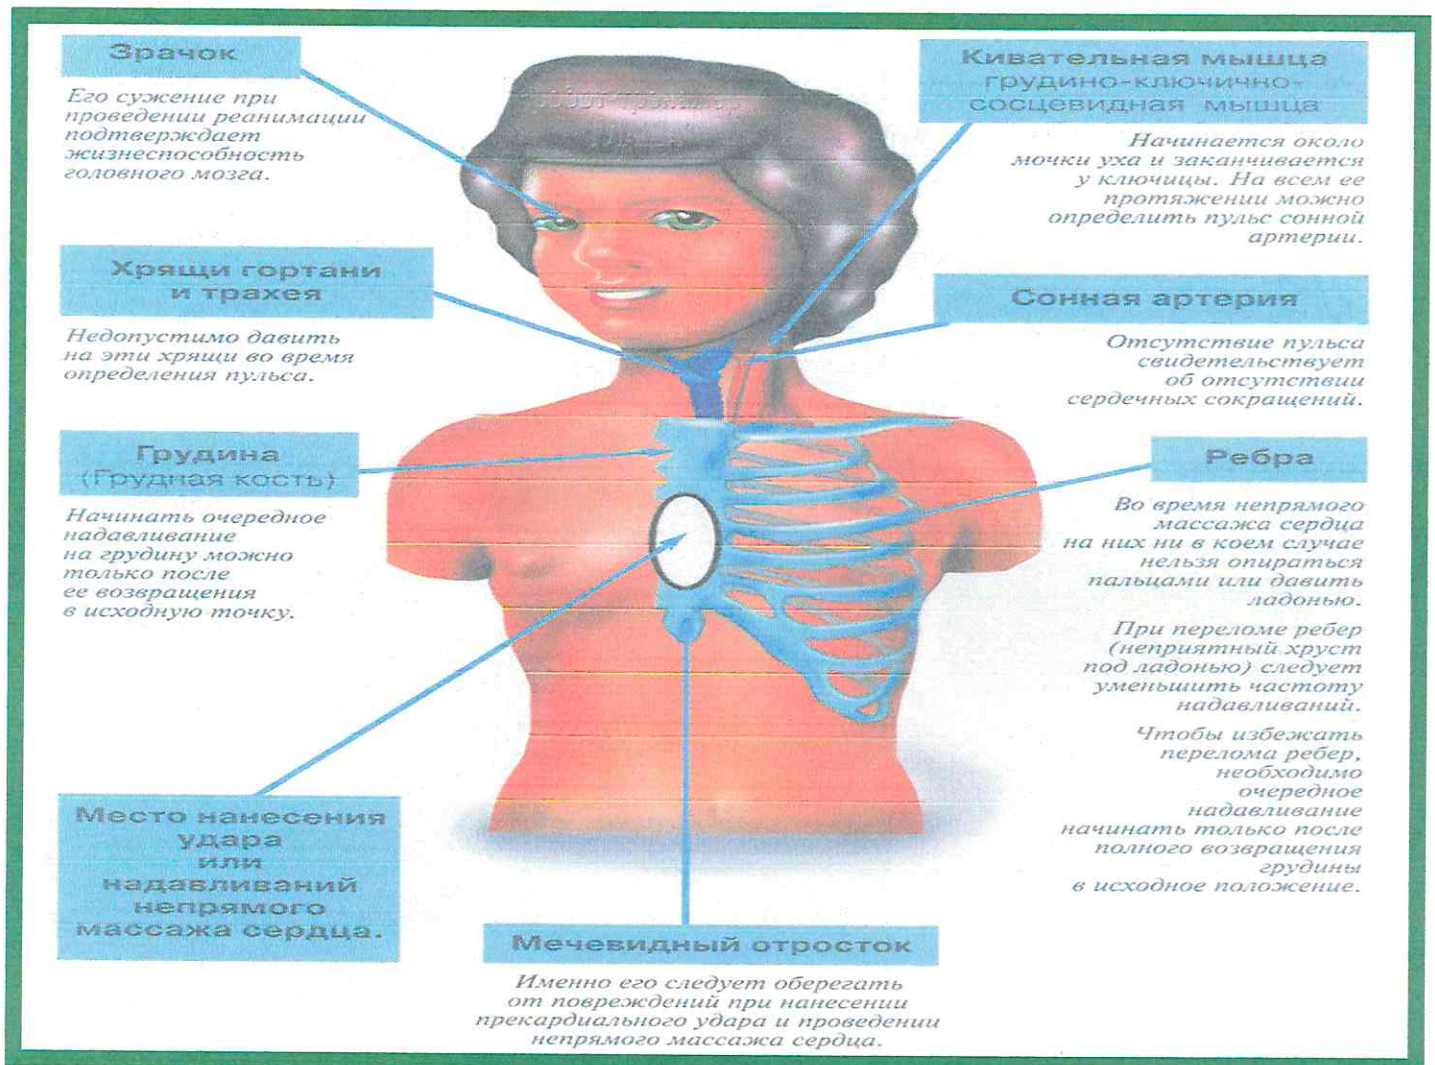 Зрачок
Его сужение при
проведении реанимации
подтверждает
жизнеспособность
головного мозга.
Хрящи гортани
и трахея
Недопустимо давить
на эти хрящи во время
определения пульса.
Грудина
(Грудная кость)
Начинать очередное
надавливание
на грудину можно
только после
ее возвращения
в исходную точку.
Место нанесения
удара
или
надавливаний
непрямого
массажа сердца.
Мечевидный отросток
Именно его следует оберегать
от повреждений при нанесении
прекардиального удара и проведении
непрямого массажа сердца.
Кивательная мышца
грудино-ключично-
сосцевидная мышца
Начинается около
мочки уха и заканчивается
у ключицы. На всем ее
протяжении можно
определить пульс сонной
артерии.
Сонная артерия
Отсутствие пульса
свидетельствует
об отсутствии
сердечных сокращений.
Ребра
Во время непрямого
массажа сердца
на них ни в коем случае
нельзя опираться
пальцами или давить
ладонью.
При переломе ребер
(неприятный хруст
под ладонью) следует
уменьшить частоту
надавливаний.
Чтобы избежать
перелома ребер,
необходимо
очередное
надавливание
начинать только после
полного возвращения
грудины
в исходное положение.